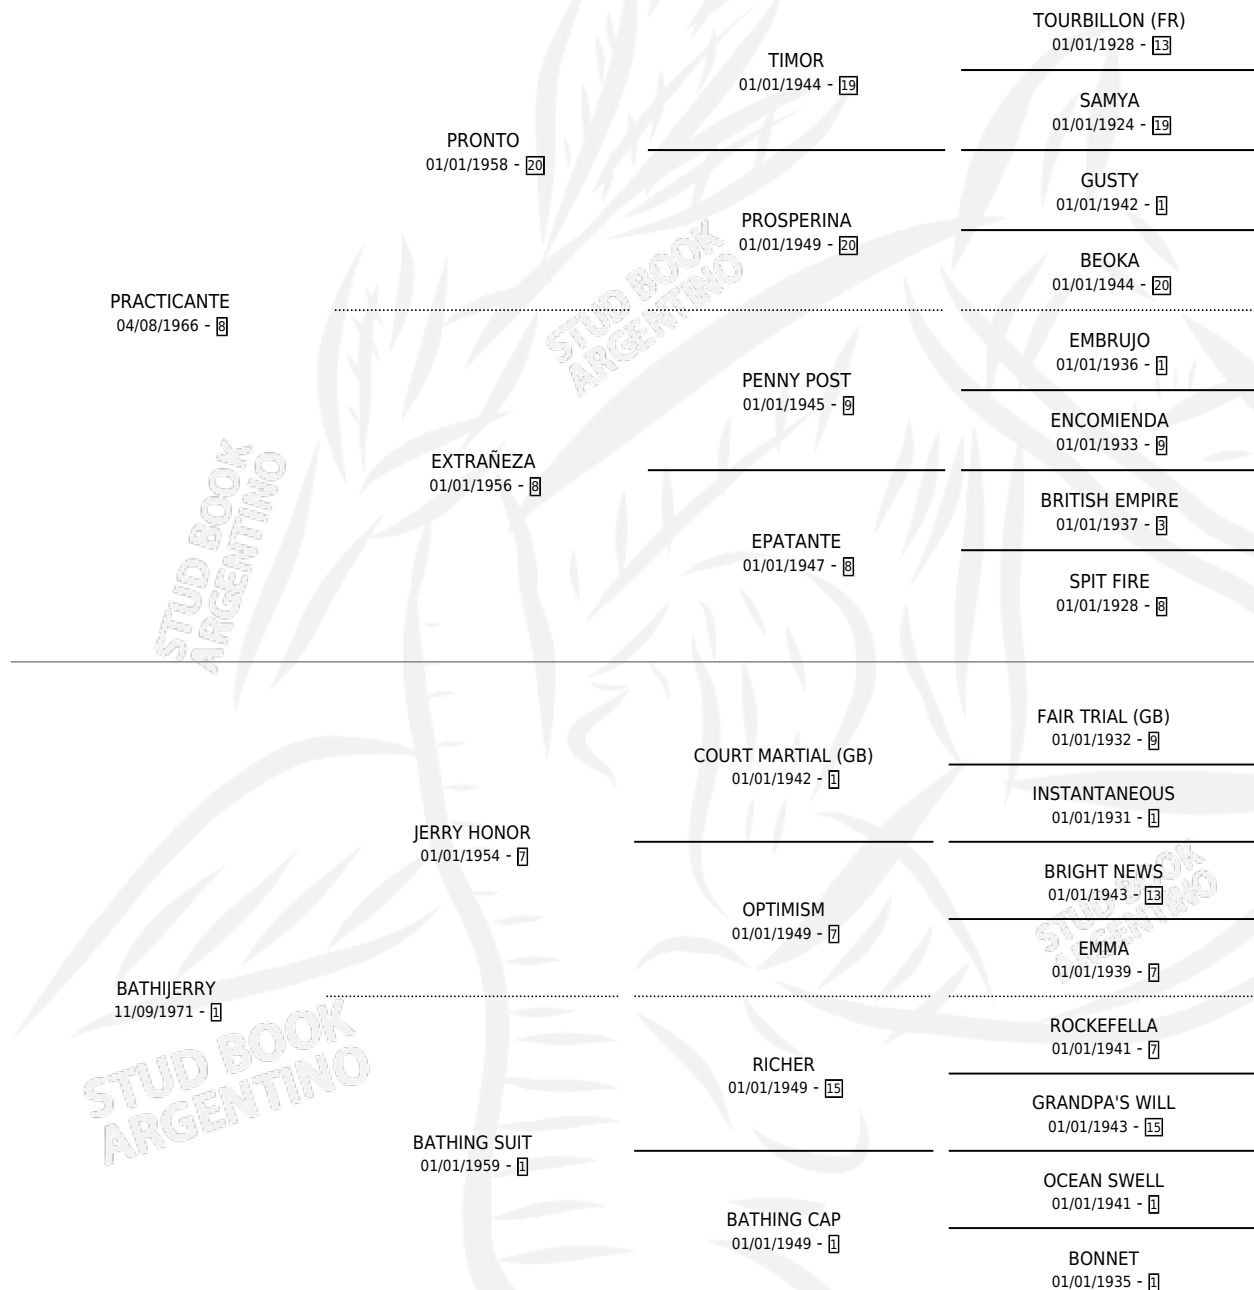 TOURBILLON (FR)
01/01/1928 - 13
TIMOR
01/01/1944 - 19
SAMYA
01/01/1924 - 19
PRONTO
01/01/1958 - 20
GUSTY
01/01/1942 - 1
PROSPERINA
01/01/1949 - 20
BEOKA
01/01/1944 - 20
PRACTICANTE
04/08/1966 - 8
EMBRUJO
01/01/1936 - 1
PENNY POST
01/01/1945 - 9
ENCOMIENDA
01/01/1933 - 9
EXTRAÑEZA
01/01/1956 - 8
BRITISH EMPIRE
01/01/1937 - 3
EPATANTE
01/01/1947 - 8
SPIT FIRE
01/01/1928 - 8
STUD BOOK
ARGENTINO
STUD BOOK
ARGENTINO
FAIR TRIAL (GB)
01/01/1932 - 9
COURT MARTIAL (GB)
01/01/1942 - 1
INSTANTANEOUS
01/01/1931 - 1
JERRY HONOR
01/01/1954 - 7
BRIGHT NEWS
01/01/1943 - 13
OPTIMISM
01/01/1949 - 7
EMMA
01/01/1939 - 7
BATHIJERRY
11/09/1971 - 1
ROCKEFELLA
01/01/1941 - 7
RICHER
01/01/1949 - 15
GRANDPA'S WILL
01/01/1943 - 15
BATHING SUIT
01/01/1959 - 1
OCEAN SWELL
01/01/1941 - 1
BATHING CAP
01/01/1949 - 1
BONNET
01/01/1935 - 1
STUD BOOK
ARGENTINO
STUD BOOK
ARGENTINO